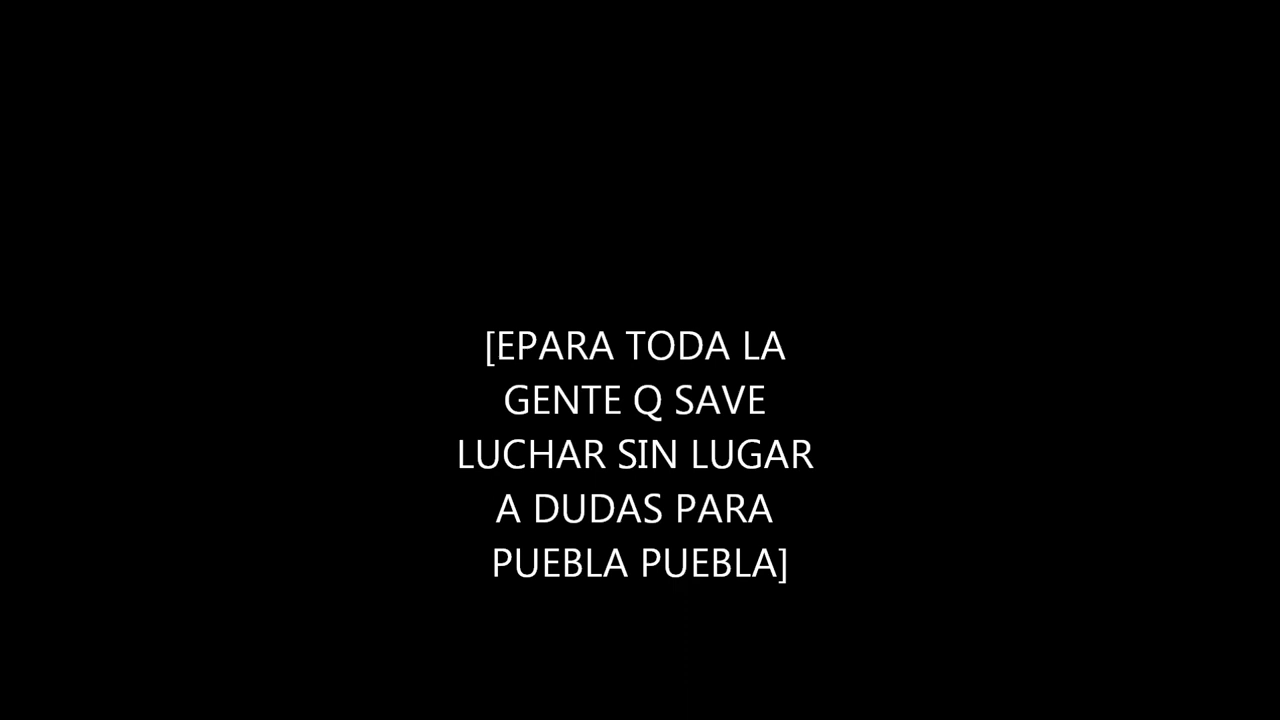 [EPARA TODA LA
GENTE Q SAVE
LUCHAR SIN LUGAR
A DUDAS PARA
PUEBLA PUEBLA]